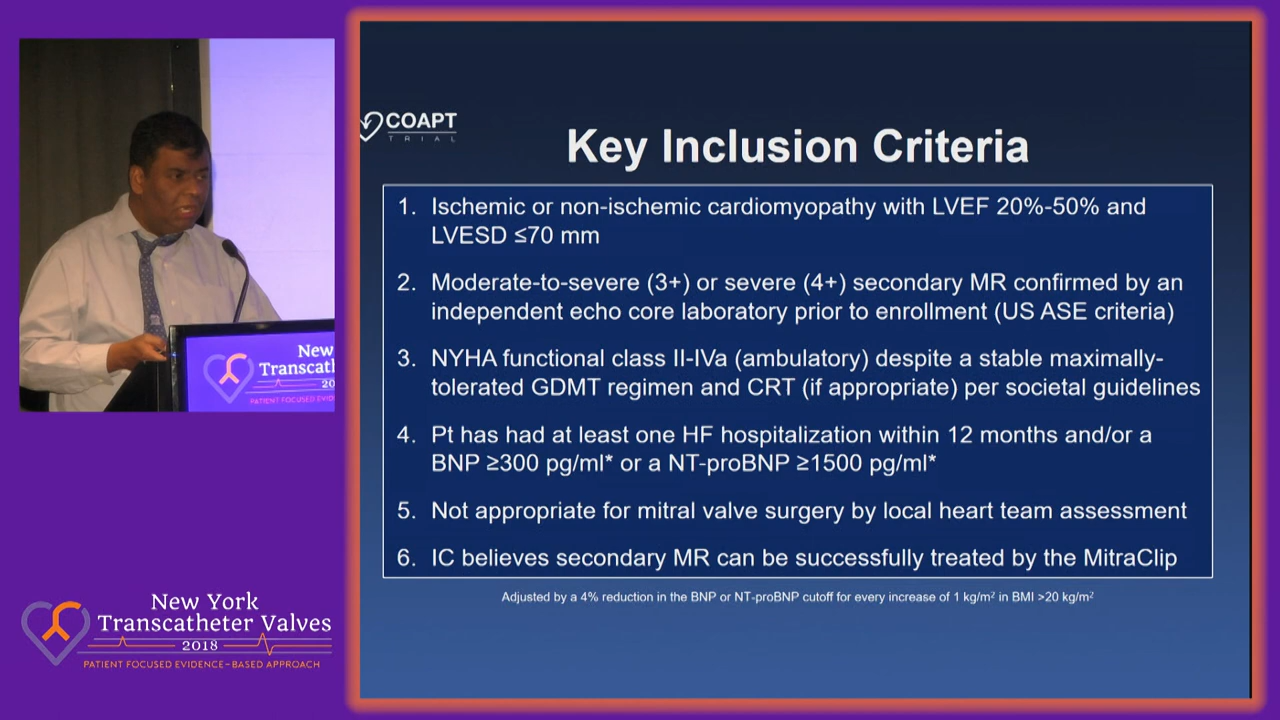 COAPT
TRIAL
Key Inclusion Criteria
1. Ischemic or non-ischemic cardiomyopathy with LVEF 20%-50% and
LVESD ≤70 mm
2. Moderate-to-severe (3+) or severe (4+) secondary MR confirmed by an
independent echo core laboratory prior to enrollment (US ASE criteria)
3. NYHA functional class II-IVa (ambulatory) despite a stable maximally-
tolerated GDMT regimen and CRT (if appropriate) per societal guidelines
4. Pt has had at least one HF hospitalization within 12 months and/or a
BNP ≥300 pg/ml* or a NT-proBNP ≥1500 pg/ml*
5. Not appropriate for mitral valve surgery by local heart team assessment
6. IC believes secondary MR can be successfully treated by the MitraClip
Adjusted by a 4% reduction in the BNP or NT-proBNP cutoff for every increase of 1 kg/m² in BMI >20 kg/m²
New
Transcath
20
PATIENT FOCUSED EVID
New York
Transcatheter Valves
2018
PATIENT FOCUSED EVIDENCE-BASED APPROACH